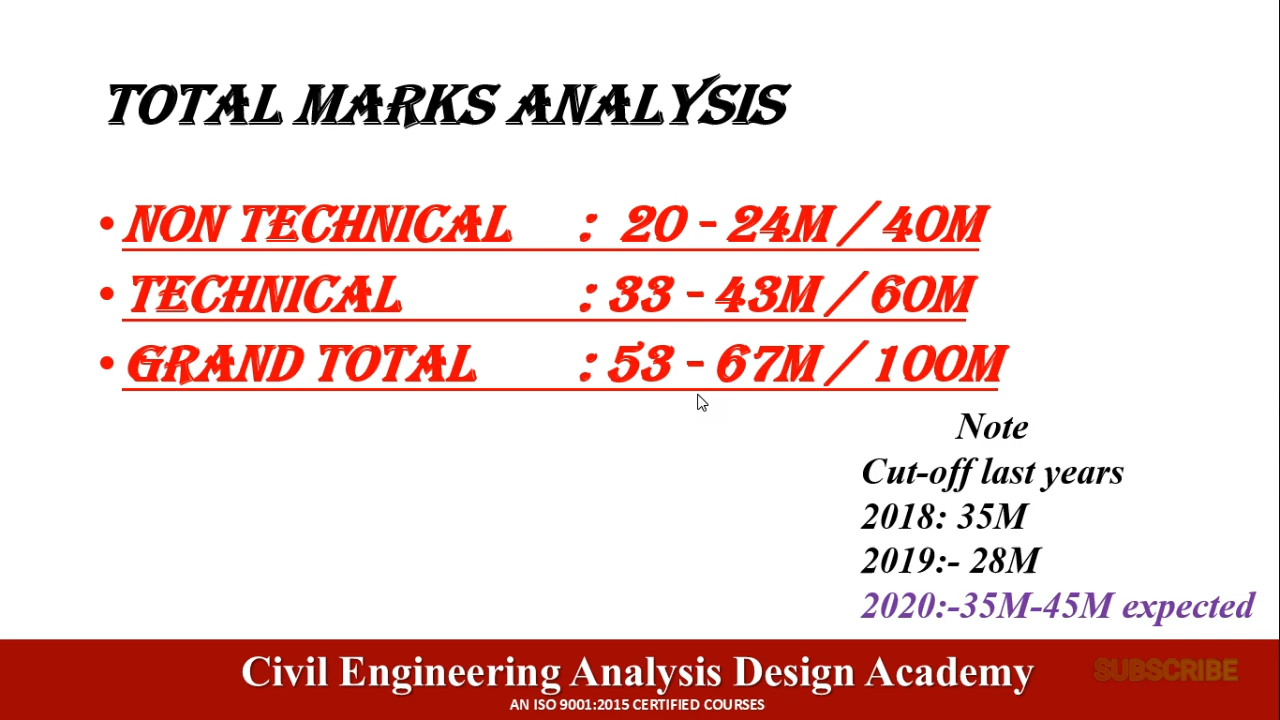 TOTAL MARKS ANALYSIS
• NON TECHNICAL : 20 - 24M / 40M
• TECHNICAL : 33 - 43M / 60M
• GRAND TOTAL : 53 - 67M / 100M
Note
Cut-off last years
2018: 35M
2019:- 28M
2020:-35M-45M expected
Civil Engineering Analysis Design Academy
SUBSCRIBE
AN ISO 9001:2015 CERTIFIED COURSES